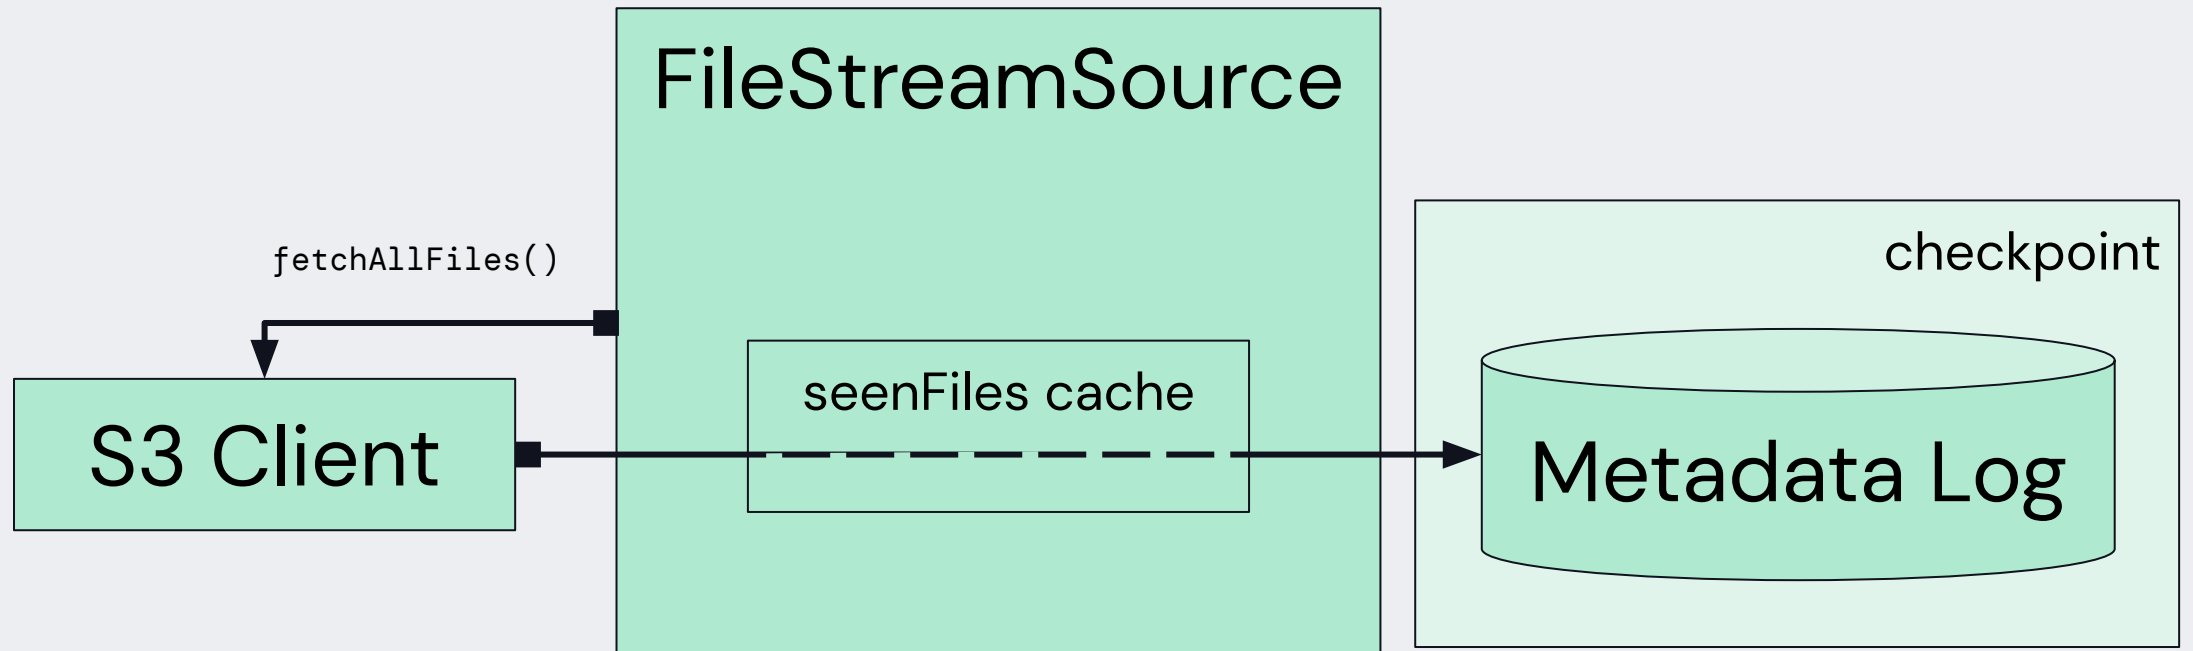 FileStreamSource
fetchAllFiles()
checkpoint
seenFiles cache
S3 Client
Metadata Log